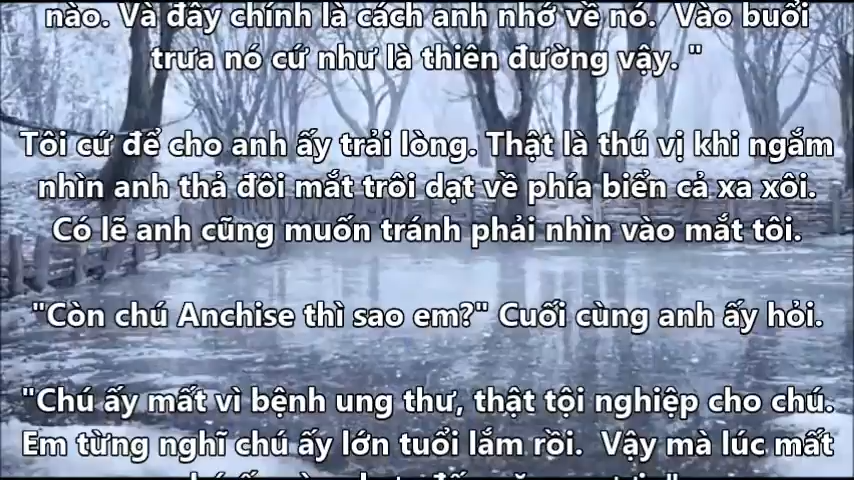 nào. Và đây chính là cách anh nhớ về nó. Vào buổi
trưa nó cứ như là thiên đường vậy. "
Tôi cứ để cho anh ấy trải lòng. Thật là thú vị khi ngắm
nhìn anh thả đôi mắt trôi dạt về phía biển cả xa xôi.
Có lẽ anh cũng muốn tránh phải nhìn vào mắt tôi.
"Còn chú Anchise thì sao em?" Cuối cùng anh ấy hỏi.
"Chú ấy mất vì bệnh ung thư, thật tội nghiệp cho chú.
Em từng nghĩ chú ấy lớn tuổi lắm rồi. Vậy mà lúc mất